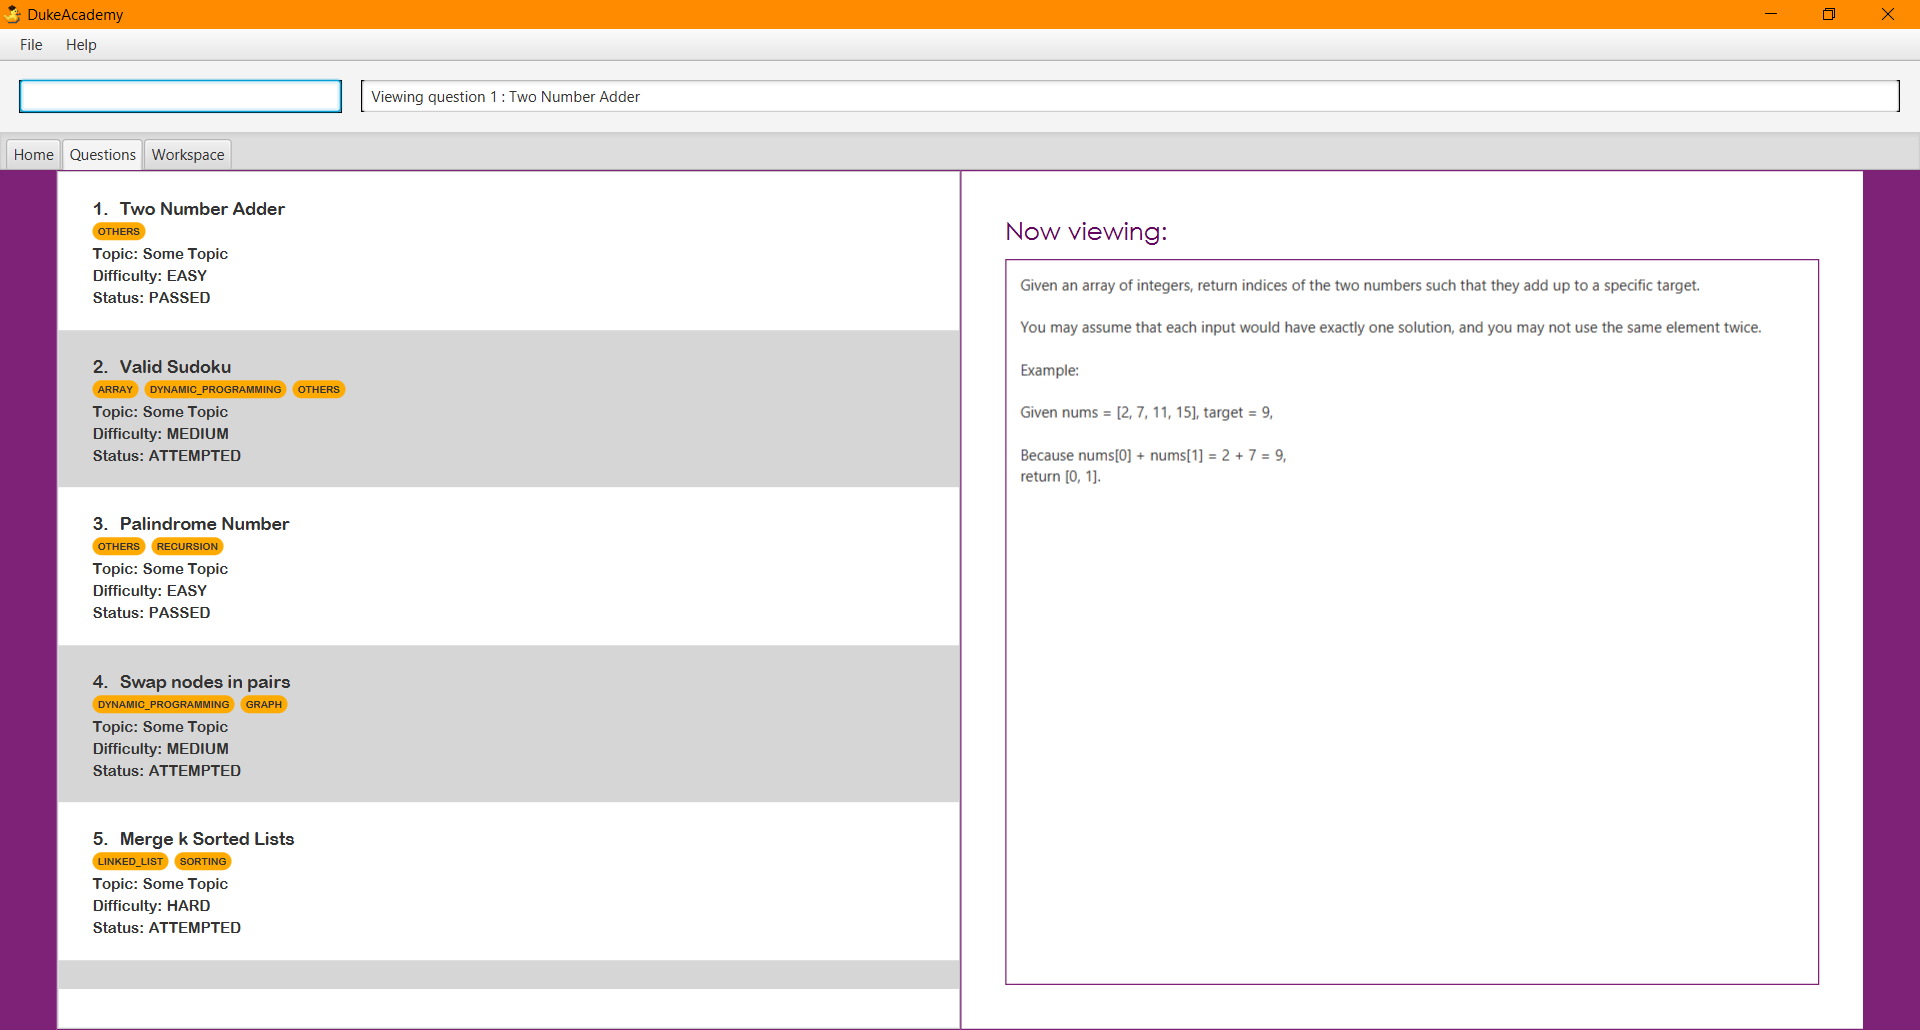 DukeAcademy
File Help
Viewing question 1 : Two Number Adder
Home Questions Workspace
1. Two Number Adder
OTHERS
Topic: Some Topic
Difficulty: EASY
Status: PASSED
2. Valid Sudoku
ARRAY DYNAMIC_PROGRAMMING OTHERS
Topic: Some Topic
Difficulty: MEDIUM
Status: ATTEMPTED
3. Palindrome Number
OTHERS RECURSION
Topic: Some Topic
Difficulty: EASY
Status: PASSED
4. Swap nodes in pairs
DYNAMIC_PROGRAMMING GRAPH
Topic: Some Topic
Difficulty: MEDIUM
Status: ATTEMPTED
5. Merge k Sorted Lists
LINKED_LIST SORTING
Topic: Some Topic
Difficulty: HARD
Status: ATTEMPTED
Now viewing:
Given an array of integers, return indices of the two numbers such that they add up to a specific target.
You may assume that each input would have exactly one solution, and you may not use the same element twice.
Example:
Given nums = [2, 7, 11, 15], target = 9,
Because nums[0] + nums[1] = 2 + 7 = 9,
return [0, 1].